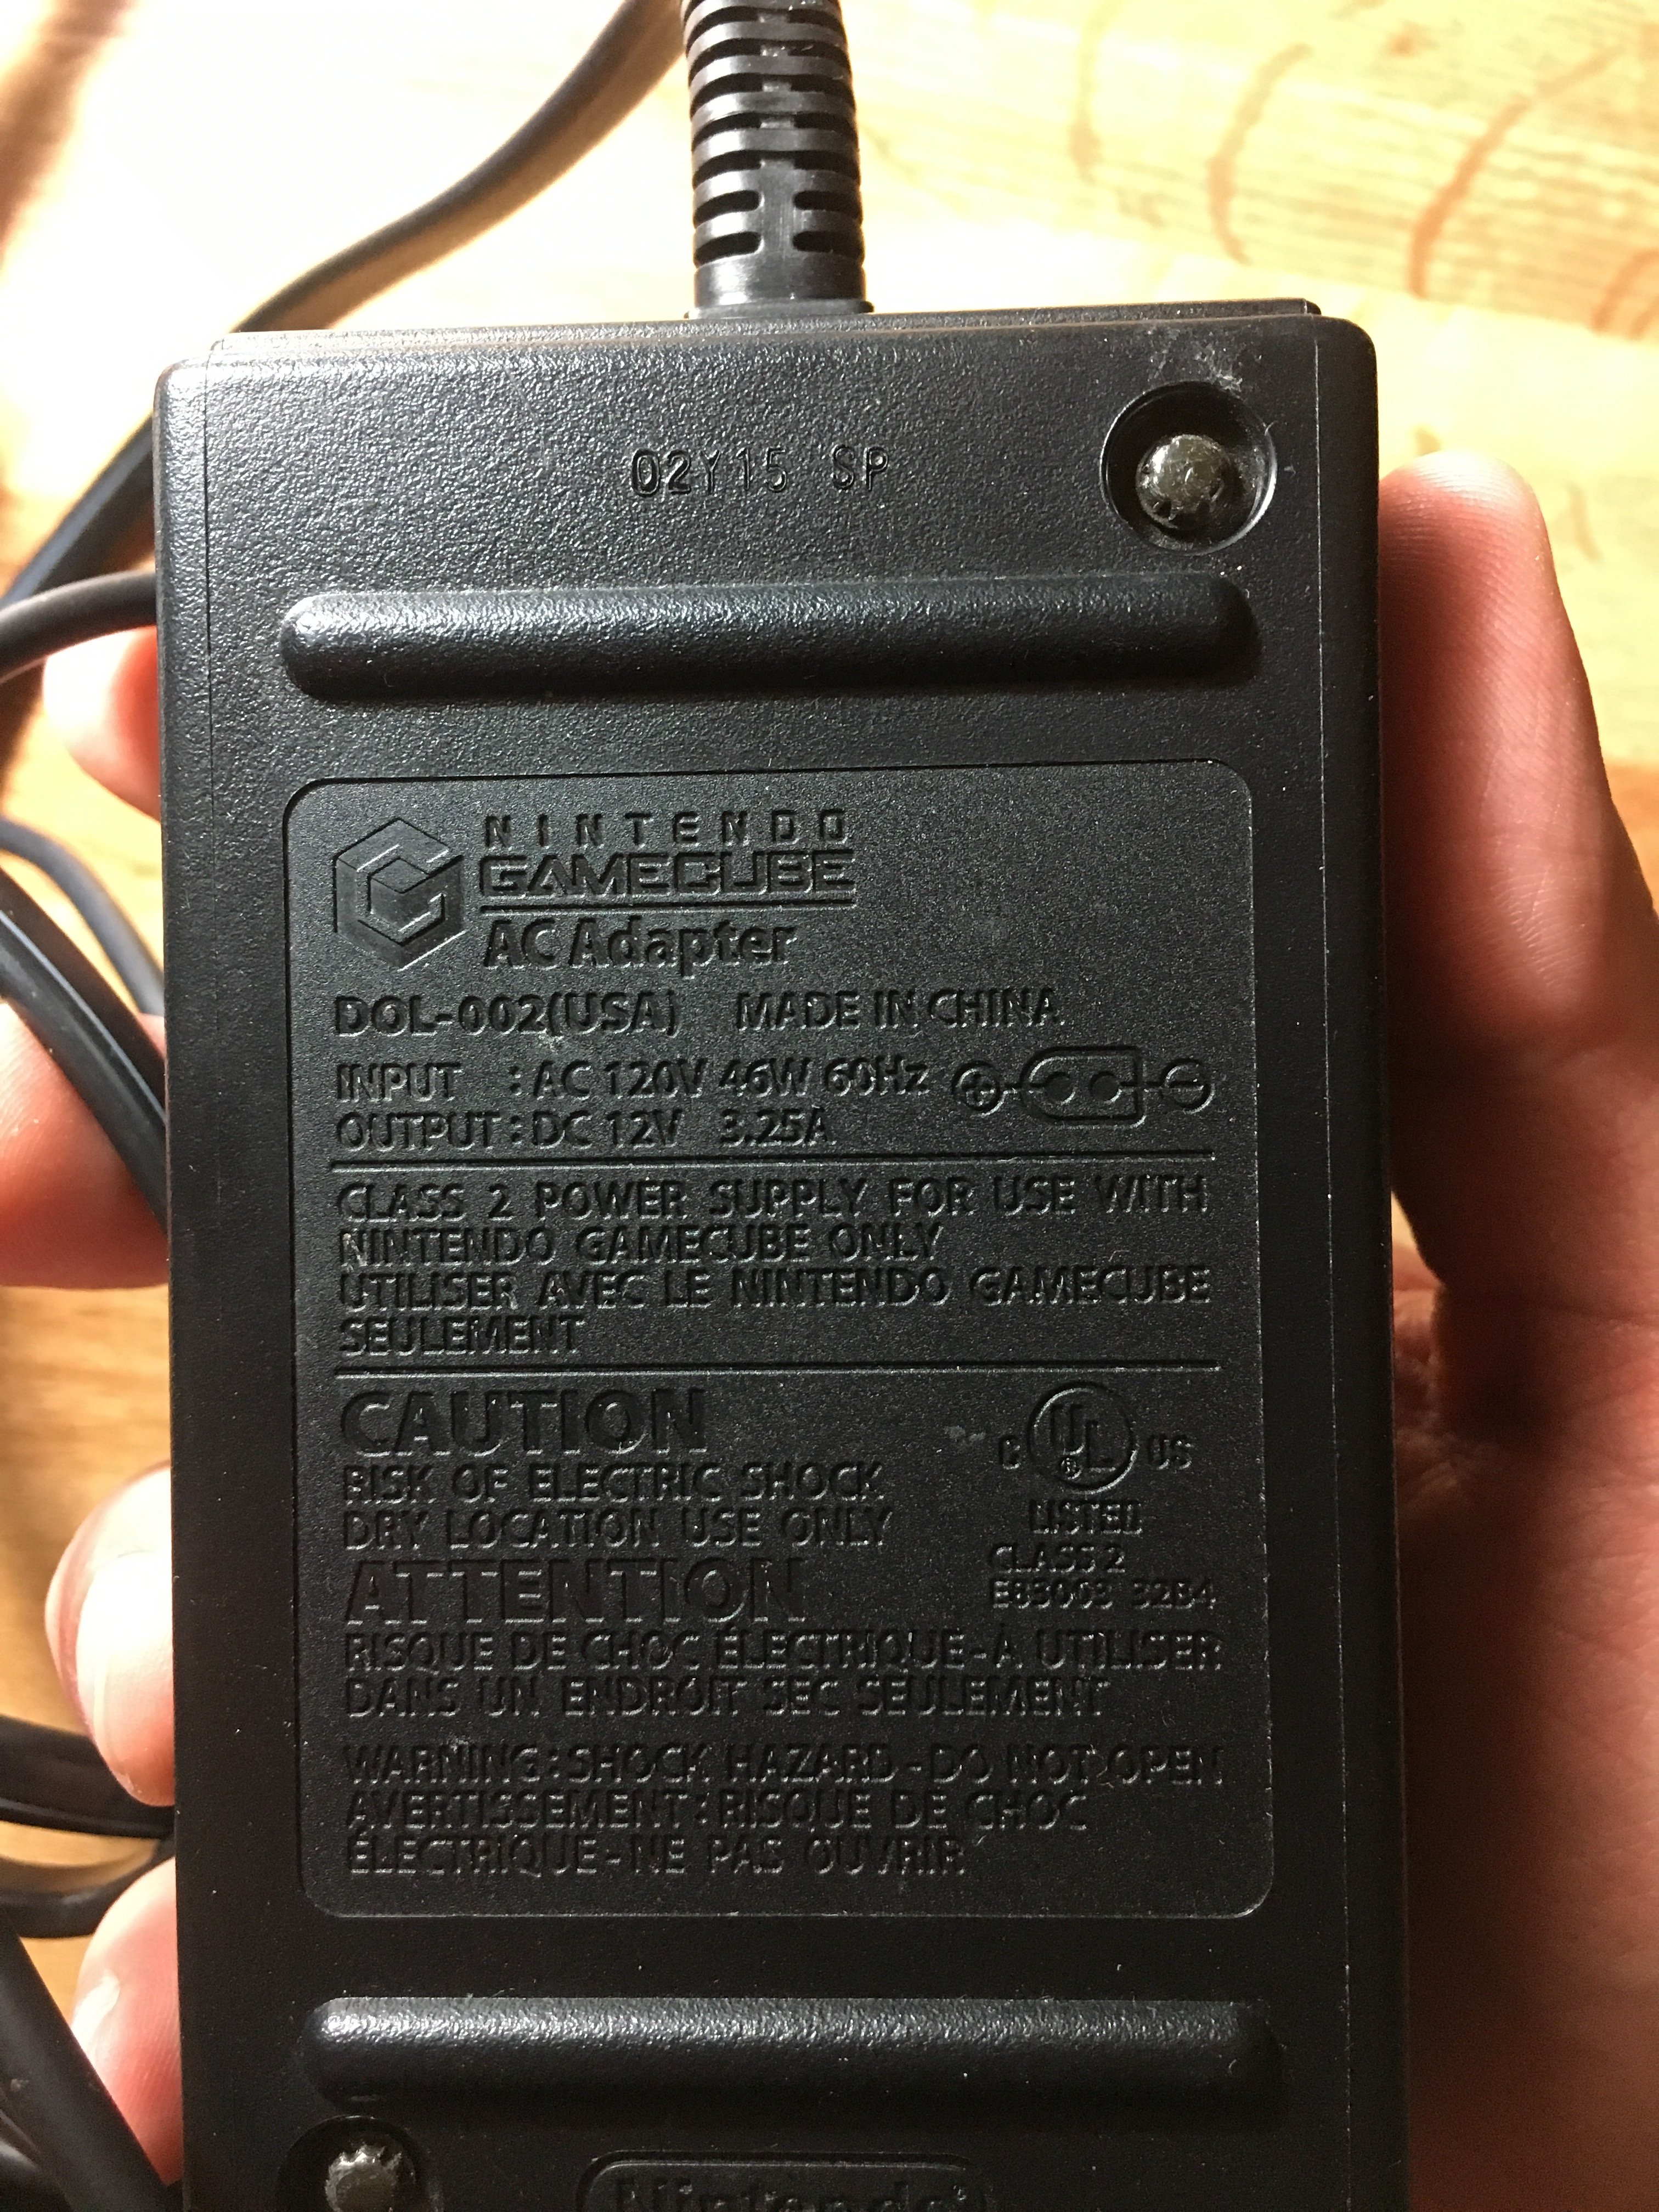 02Y15 SP
NINTENDO
GAMECUBE
AC Adapter
DOL-002(USA) MADE IN CHINA
INPUT : AC 120V 46W 60Hz
OUTPUT : DC 12V 3.25A
CLASS 2 POWER SUPPLY FOR USE WITH
NINTENDO GAMECUBE ONLY
UTILISER AVEC LE NINTENDO GAMECUBE
SEULEMENT
CAUTION
RISK OF ELECTRIC SHOCK
DRY LOCATION USE ONLY
C UL® US
LISTED
CLASS 2
E83003 32B4
ATTENTION
RISQUE DE CHOC ÉLECTRIQUE-À UTILISER
DANS UN ENDROIT SEC SEULEMENT
WARNING : SHOCK HAZARD-DO NOT OPEN
AVERTISSEMENT : RISQUE DE CHOC
ÉLECTRIQUE-NE PAS OUVRIR
Nintendo®